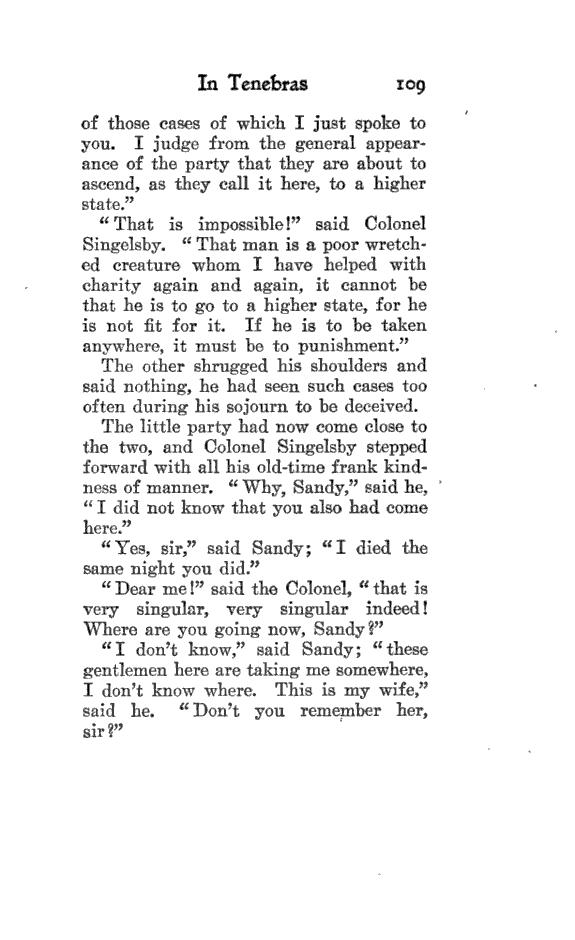 In Tenebras 109
of those cases of which I just spoke to
you. I judge from the general appear-
ance of the party that they are about to
ascend, as they call it here, to a higher
state.”
“That is impossible!” said Colonel
Singelsby. “That man is a poor wretch-
ed creature whom I have helped with
charity again and again, it cannot be
that he is to go to a higher state, for he
is not fit for it. If he is to be taken
anywhere, it must be to punishment.”
The other shrugged his shoulders and
said nothing, he had seen such cases too
often during his sojourn to be deceived.
The little party had now come close to
the two, and Colonel Singelsby stepped
forward with all his old-time frank kind-
ness of manner. “Why, Sandy,” said he,
“I did not know that you also had come
here.”
“Yes, sir,” said Sandy; “I died the
same night you did.”
“Dear me!” said the Colonel, “that is
very singular, very singular indeed!
Where are you going now, Sandy?”
“I don’t know,” said Sandy; “these
gentlemen here are taking me somewhere,
I don’t know where. This is my wife,”
said he. “Don’t you remember her,
sir?”